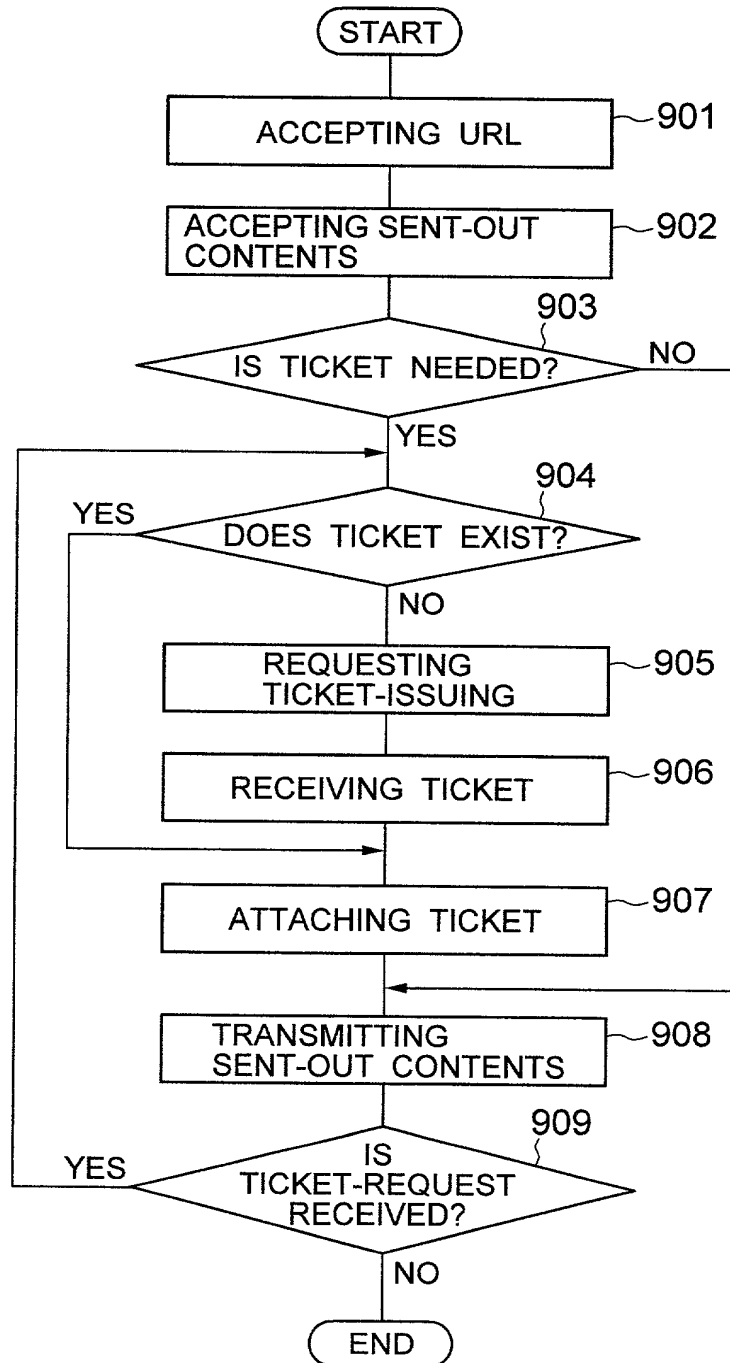 START
ACCEPTING URL
901
ACCEPTING SENT-OUT
CONTENTS
902
903
IS TICKET NEEDED?
NO
YES
904
YES
DOES TICKET EXIST?
NO
REQUESTING
TICKET-ISSUING
905
RECEIVING TICKET
906
ATTACHING TICKET
907
TRANSMITTING
SENT-OUT CONTENTS
908
909
YES
IS
TICKET-REQUEST
RECEIVED?
NO
END